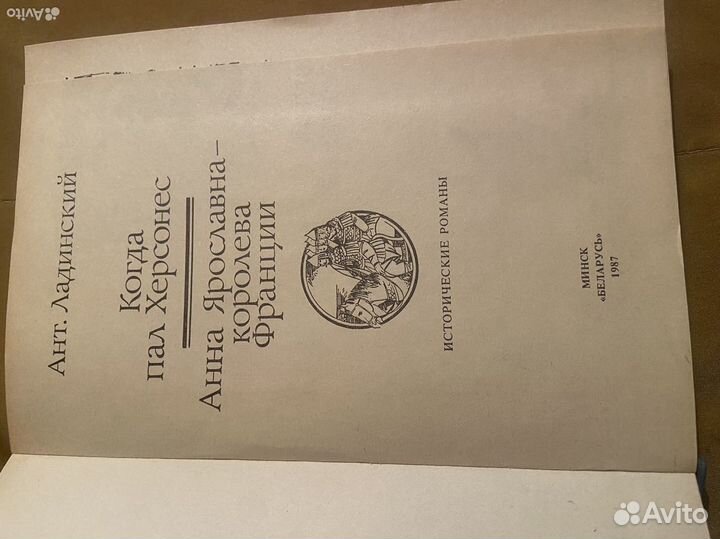 Avito
Ант. Ладинский
Когда
пал Херсонес
Анна Ярославна —
королева
Франции
ИСТОРИЧЕСКИЕ РОМАНЫ
МИНСК
«БЕЛАРУСЬ»
1987
Avito